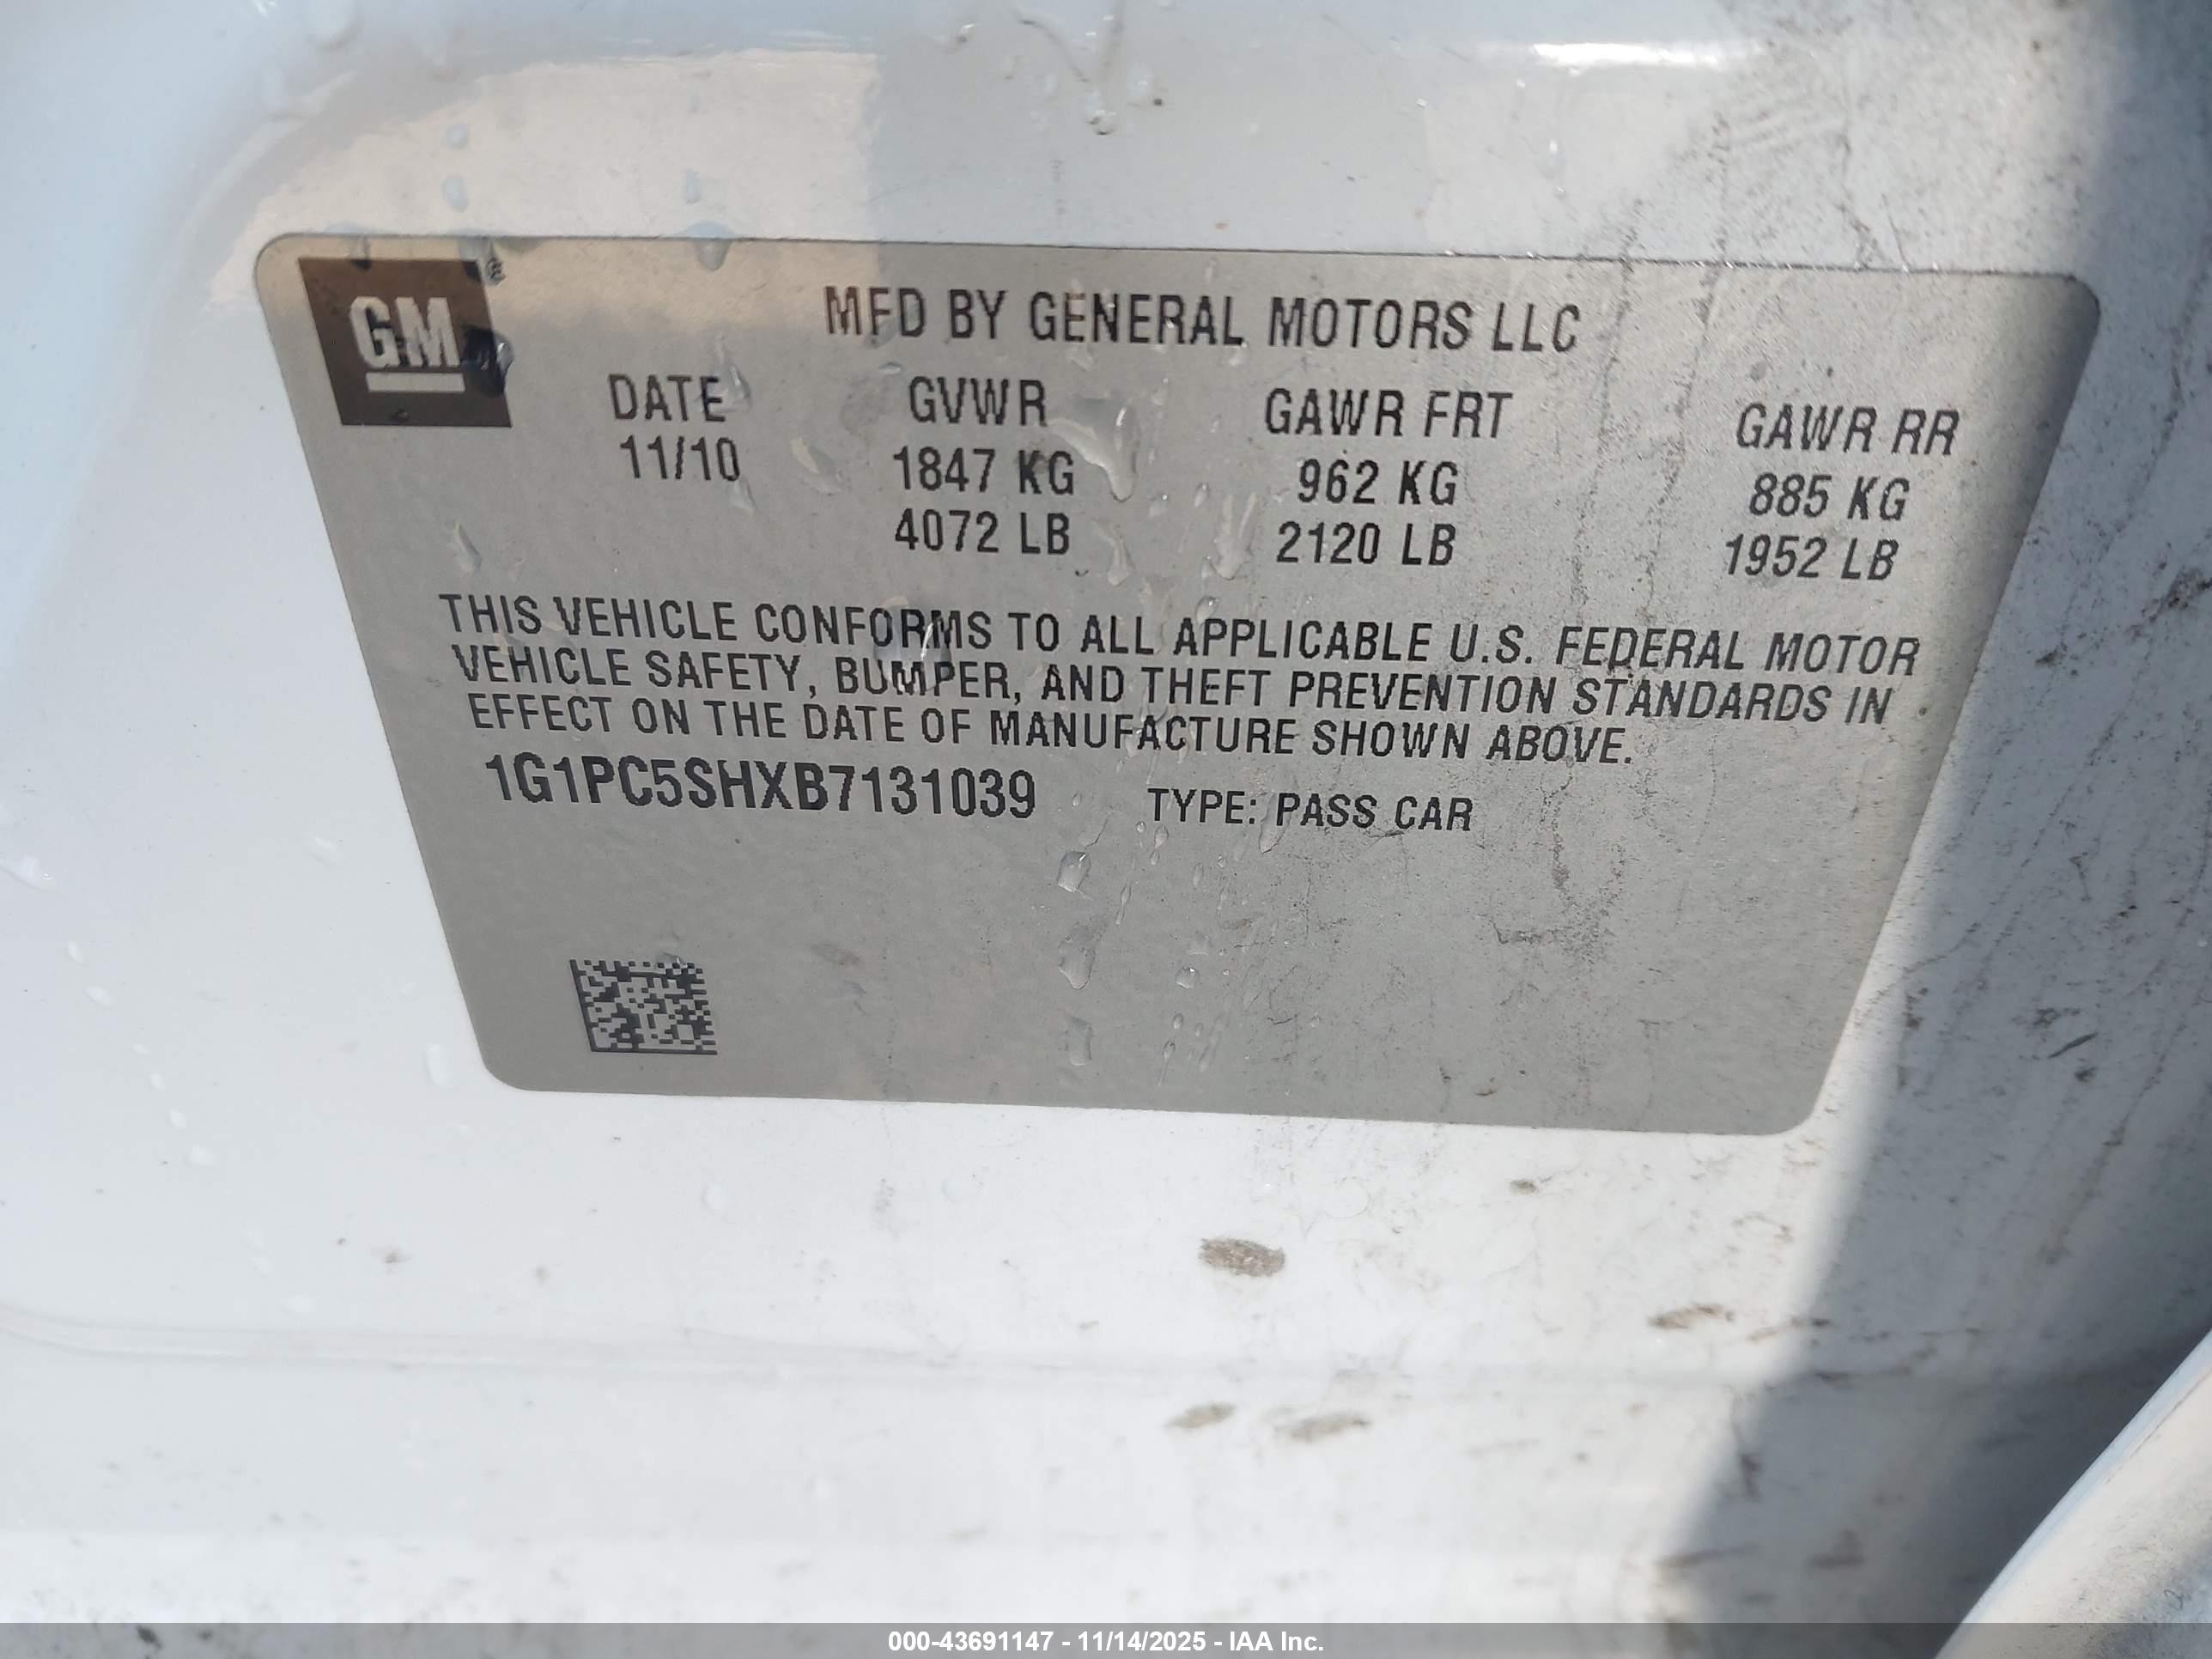 GM ®
MFD BY GENERAL MOTORS LLC
DATE GVWR GAWR FRT GAWR RR
11/10 1847 KG 962 KG 885 KG
4072 LB 2120 LB 1952 LB
THIS VEHICLE CONFORMS TO ALL APPLICABLE U.S. FEDERAL MOTOR
VEHICLE SAFETY, BUMPER, AND THEFT PREVENTION STANDARDS IN
EFFECT ON THE DATE OF MANUFACTURE SHOWN ABOVE.
1G1PC5SHXB7131039 TYPE: PASS CAR
000-43691147 - 11/14/2025 - IAA Inc.